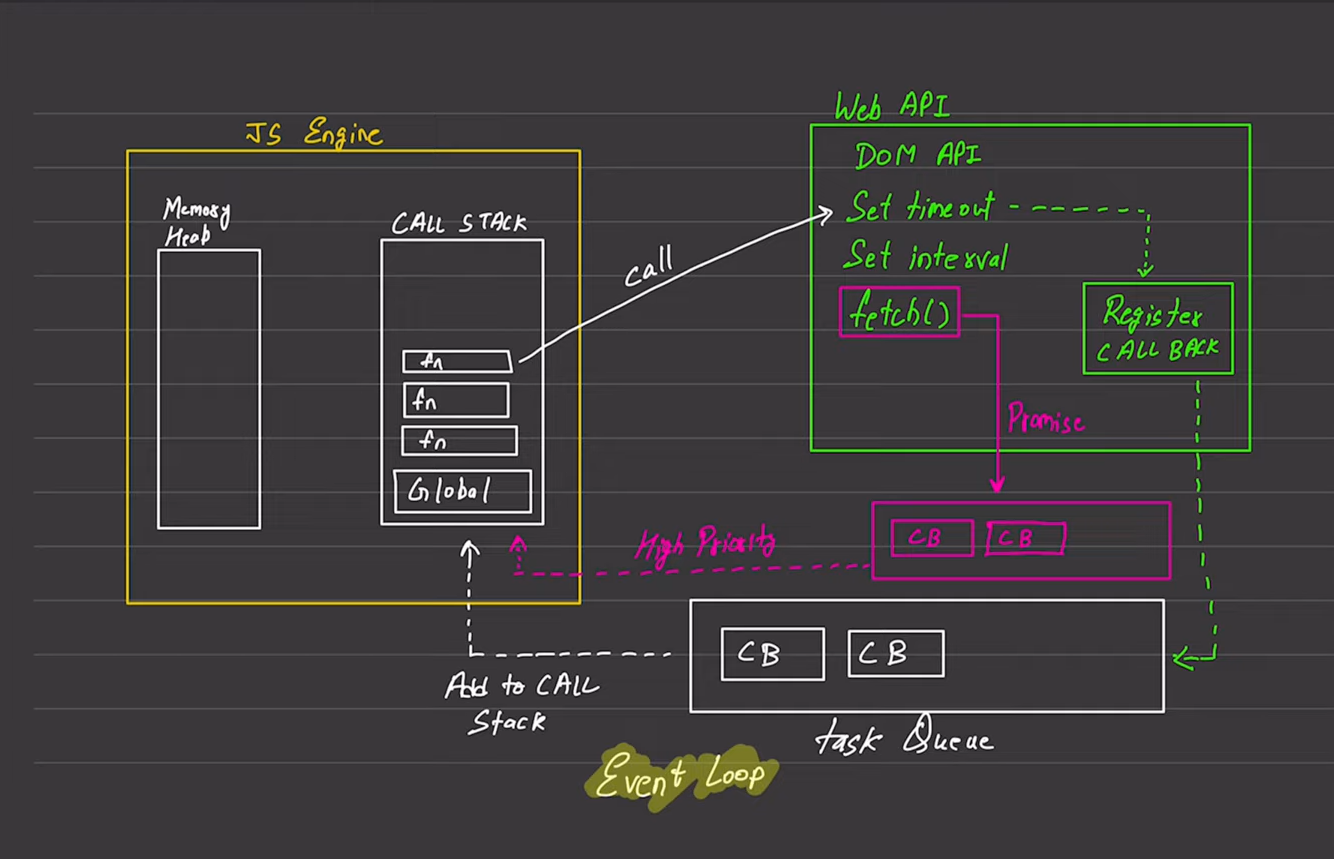 JS Engine
Memory
Heap
CALL STACK
fn
fn
fn
Global
call
Web API
DOM API
Set timeout
Set interval
fetch()
Register
CALL BACK
Promise
High Priority
CB CB
CB CB
Add to CALL
Stack
task Queue
Event Loop